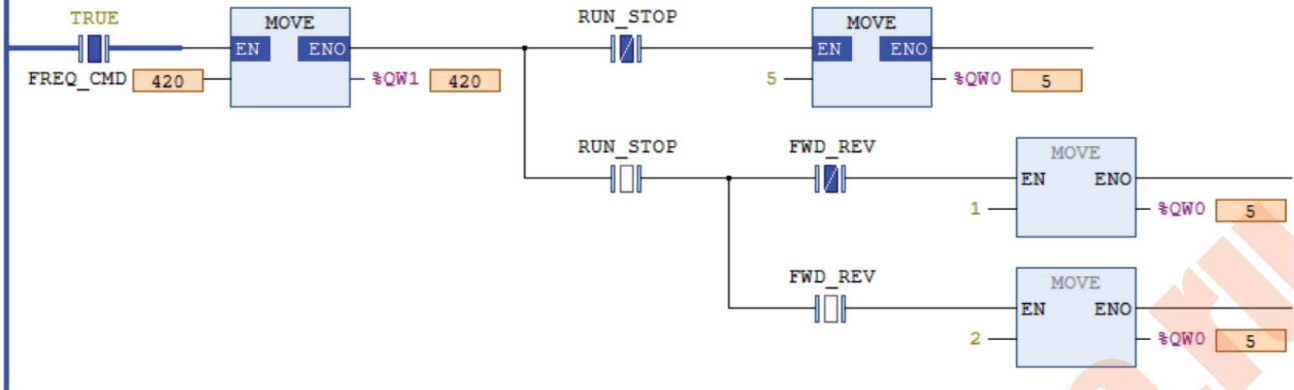 TRUE
MOVE
EN ENO
FREQ_CMD 420
%QW1 420
RUN_STOP
MOVE
EN ENO
5
%QW0 5
RUN_STOP
FWD_REV
MOVE
EN ENO
1
%QW0 5
FWD_REV
MOVE
EN ENO
2
%QW0 5